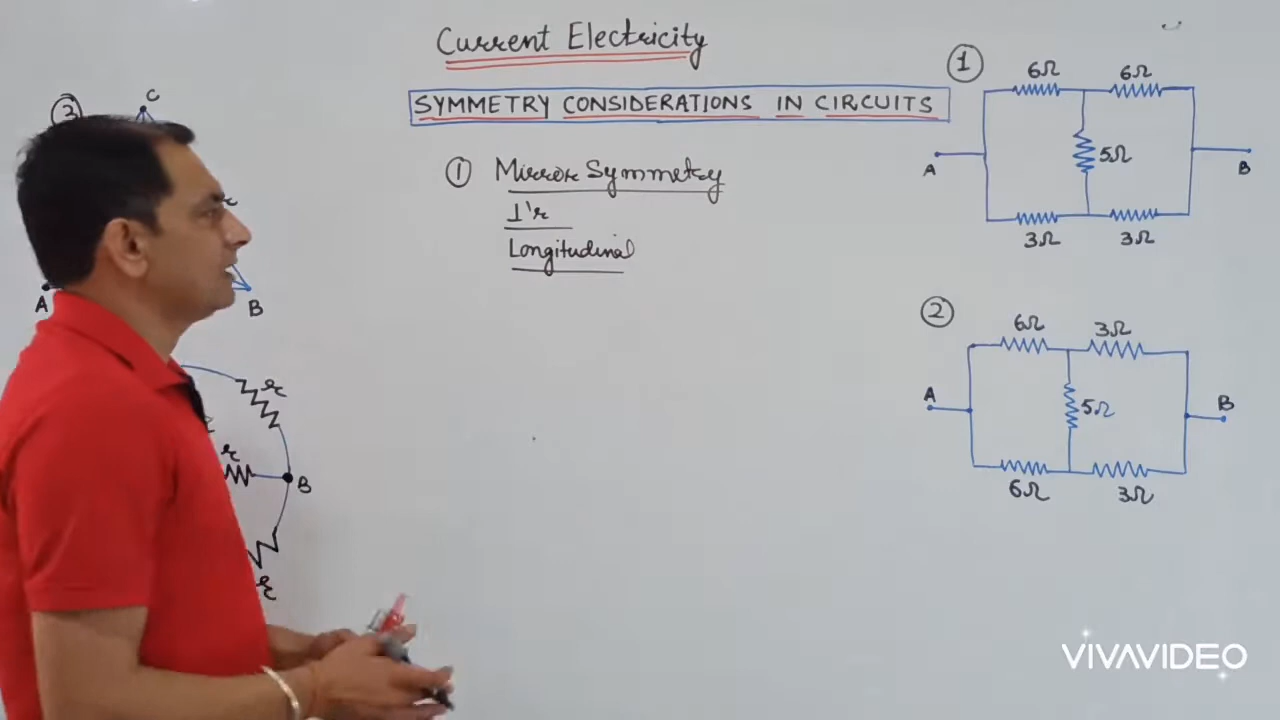 Current Electricity
SYMMETRY CONSIDERATIONS IN CIRCUITS
① Mirror Symmetry
⊥'r
Longitudinal
①
6Ω 6Ω
A 5Ω B
3Ω 3Ω
②
6Ω 3Ω
A 5Ω B
6Ω 3Ω
③ C
r
A B
r
r
B
r
VIVAVIDEO